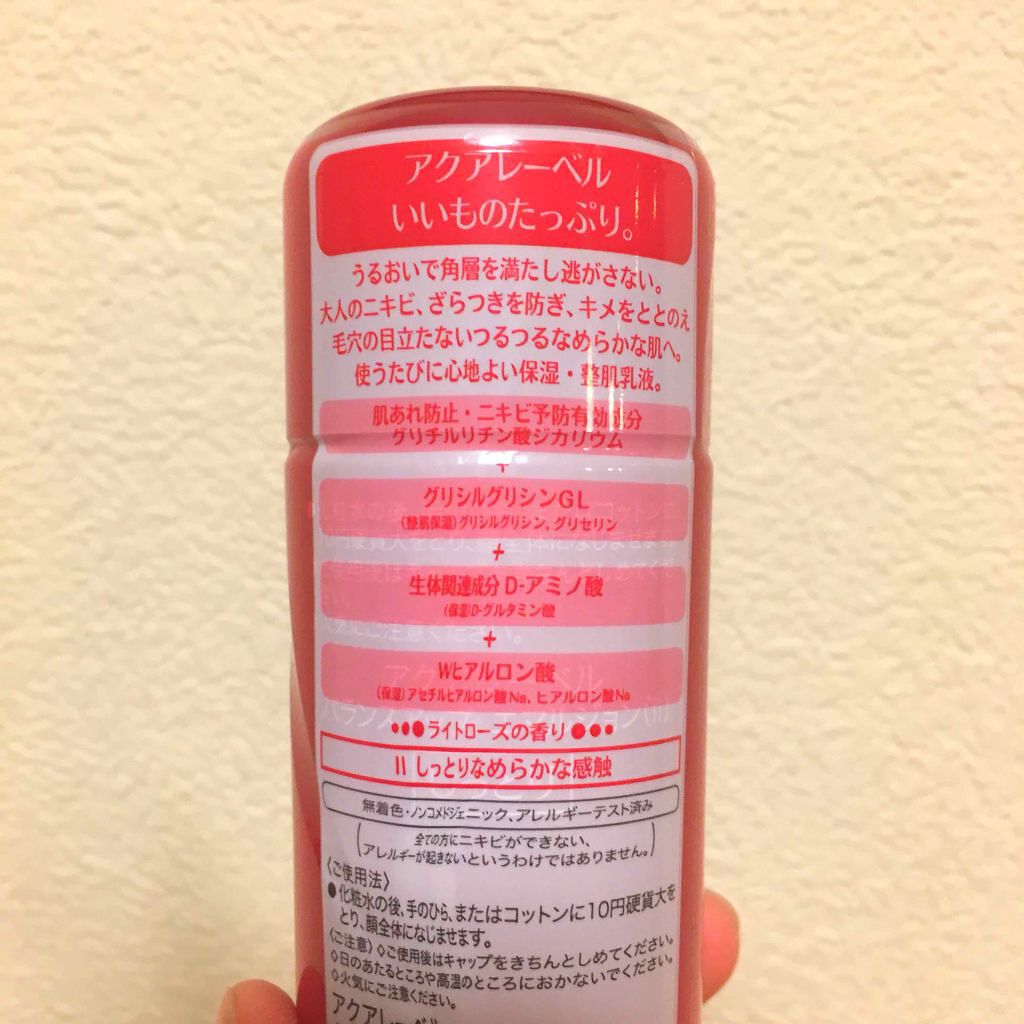 アクアレーベル
いいものたっぷり。
うるおいで角層を満たし逃がさない。
大人のニキビ、ざらつきを防ぎ、キメをととのえ
毛穴の目立たないつるつるなめらかな肌へ。
使うたびに心地よい保湿・整肌乳液。
肌あれ防止・ニキビ予防有効成分
グリチルリチン酸ジカリウム
+
グリシルグリシンGL
(整肌保湿)グリシルグリシン、グリセリン
+
生体関連成分 D-アミノ酸
(保湿)D-グルタミン酸
+
Wヒアルロン酸
(保湿)アセチルヒアルロン酸Na、ヒアルロン酸Na
•●●ライトローズの香り●●•
II しっとりなめらかな感触
無着色・ノンコメドジェニック、アレルギーテスト済み
(全ての方にニキビができない、
アレルギーが起きないというわけではありません。)
〈ご使用法〉
●化粧水の後、手のひら、またはコットンに10円硬貨大を
とり、顔全体になじませます。
〈ご注意〉◇ご使用後はキャップをきちんとしめてください。
◇日のあたるところや高温のところにおかないでください。
◇火気にご注意ください。
アクアレーベル